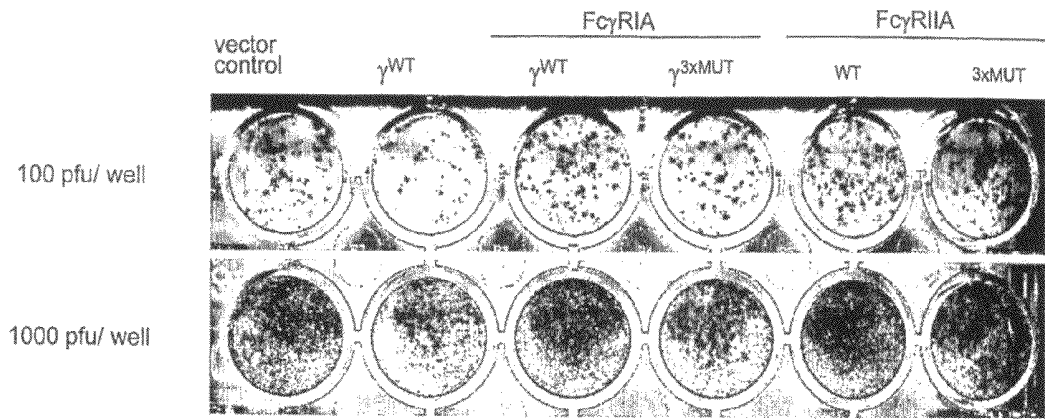 FcγRIA FcγRIIA
vector
control γWT γWT γ3xMUT WT 3xMUT
100 pfu/ well
1000 pfu/ well